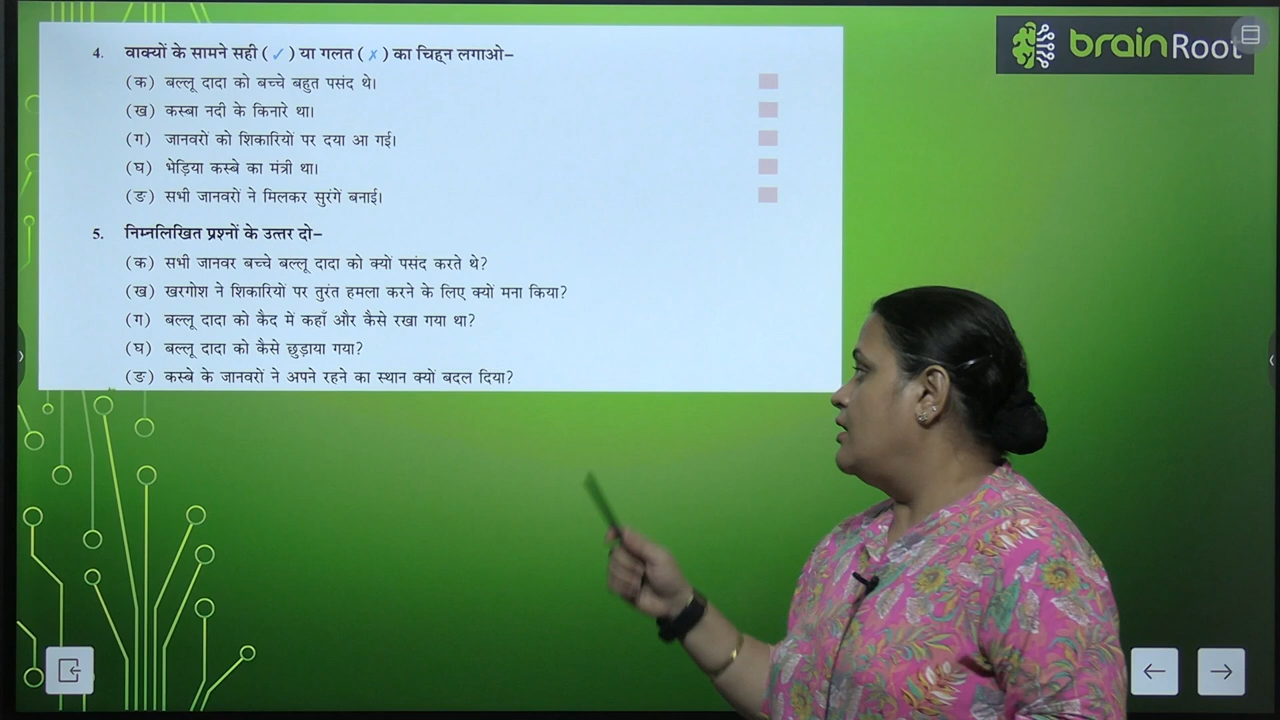 brainRoot
4. वाक्यों के सामने सही ( ✓ ) या गलत ( ✗ ) का चिह्न लगाओ–
(क) बल्लू दादा को बच्चे बहुत पसंद थे।
(ख) कस्बा नदी के किनारे था।
(ग) जानवरों को शिकारियों पर दया आ गई।
(घ) भेड़िया कस्बे का मंत्री था।
(ङ) सभी जानवरों ने मिलकर सुरंगें बनाई।
5. निम्नलिखित प्रश्नों के उत्तर दो–
(क) सभी जानवर बच्चे बल्लू दादा को क्यों पसंद करते थे?
(ख) खरगोश ने शिकारियों पर तुरंत हमला करने के लिए क्यों मना किया?
(ग) बल्लू दादा को कैद में कहाँ और कैसे रखा गया था?
(घ) बल्लू दादा को कैसे छुड़ाया गया?
(ङ) कस्बे के जानवरों ने अपने रहने का स्थान क्यों बदल दिया?